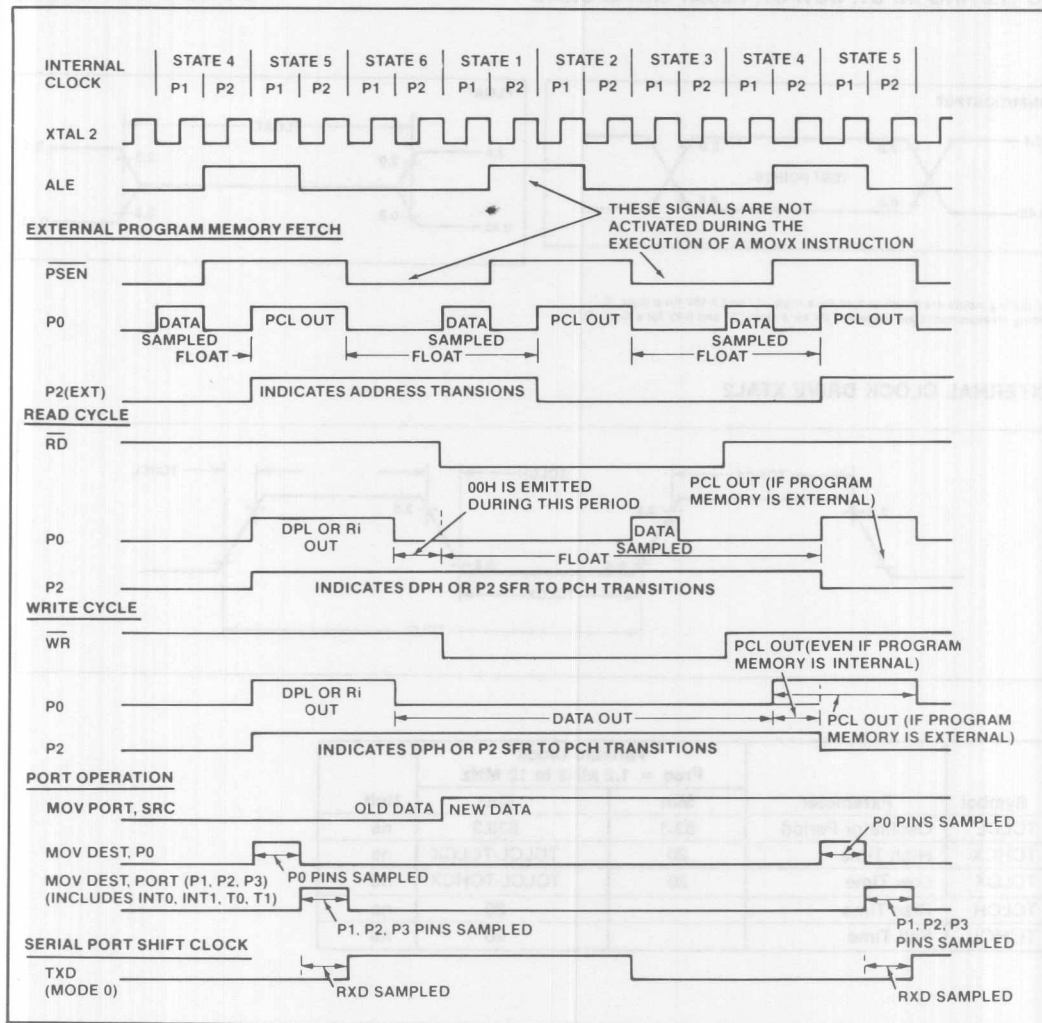 INTERNAL CLOCK
STATE 4 STATE 5 STATE 6 STATE 1 STATE 2 STATE 3 STATE 4 STATE 5
P1 P2 P1 P2 P1 P2 P1 P2 P1 P2 P1 P2 P1 P2 P1 P2
XTAL 2
ALE
THESE SIGNALS ARE NOT
ACTIVATED DURING THE
EXECUTION OF A MOVX INSTRUCTION
EXTERNAL PROGRAM MEMORY FETCH
PSEN
P0
DATA PCL OUT DATA PCL OUT DATA PCL OUT
SAMPLED SAMPLED SAMPLED
FLOAT FLOAT FLOAT
P2(EXT)
INDICATES ADDRESS TRANSIONS
READ CYCLE
RD
00H IS EMITTED
DURING THIS PERIOD
PCL OUT (IF PROGRAM
MEMORY IS EXTERNAL)
P0
DPL OR Ri
OUT
DATA
SAMPLED
FLOAT
P2
INDICATES DPH OR P2 SFR TO PCH TRANSITIONS
WRITE CYCLE
WR
PCL OUT(EVEN IF PROGRAM
MEMORY IS INTERNAL)
P0
DPL OR Ri
OUT
DATA OUT
PCL OUT (IF PROGRAM
MEMORY IS EXTERNAL)
P2
INDICATES DPH OR P2 SFR TO PCH TRANSITIONS
PORT OPERATION
MOV PORT, SRC
OLD DATA NEW DATA
P0 PINS SAMPLED
MOV DEST, P0
P0 PINS SAMPLED
MOV DEST, PORT (P1, P2, P3)
(INCLUDES INT0, INT1, T0, T1)
P1, P2, P3 PINS SAMPLED
P1, P2, P3
PINS SAMPLED
SERIAL PORT SHIFT CLOCK
TXD
(MODE 0)
RXD SAMPLED
RXD SAMPLED